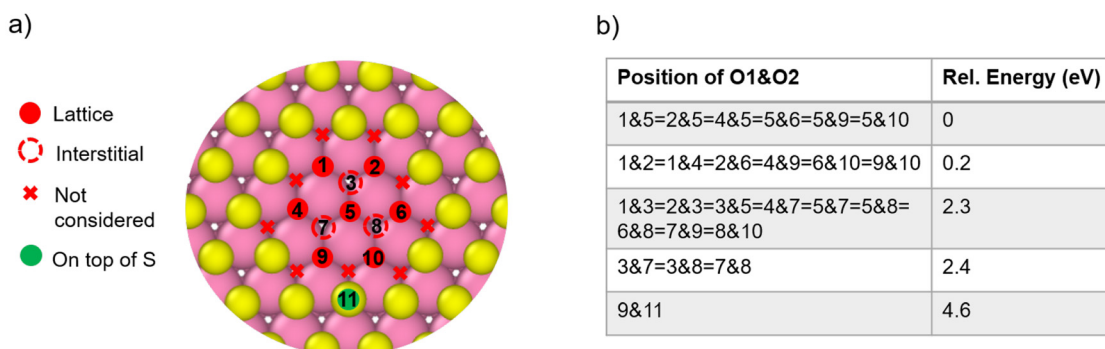 a)
Lattice
Interstitial
Not
considered
On top of S
1
2
3
4
5
6
7
8
9
10
11
b)
Position of O1&O2
Rel. Energy (eV)
1&5=2&5=4&5=5&6=5&9=5&10
0
1&2=1&4=2&6=4&9=6&10=9&10
0.2
1&3=2&3=3&5=4&7=5&7=5&8=
6&8=7&9=8&10
2.3
3&7=3&8=7&8
2.4
9&11
4.6